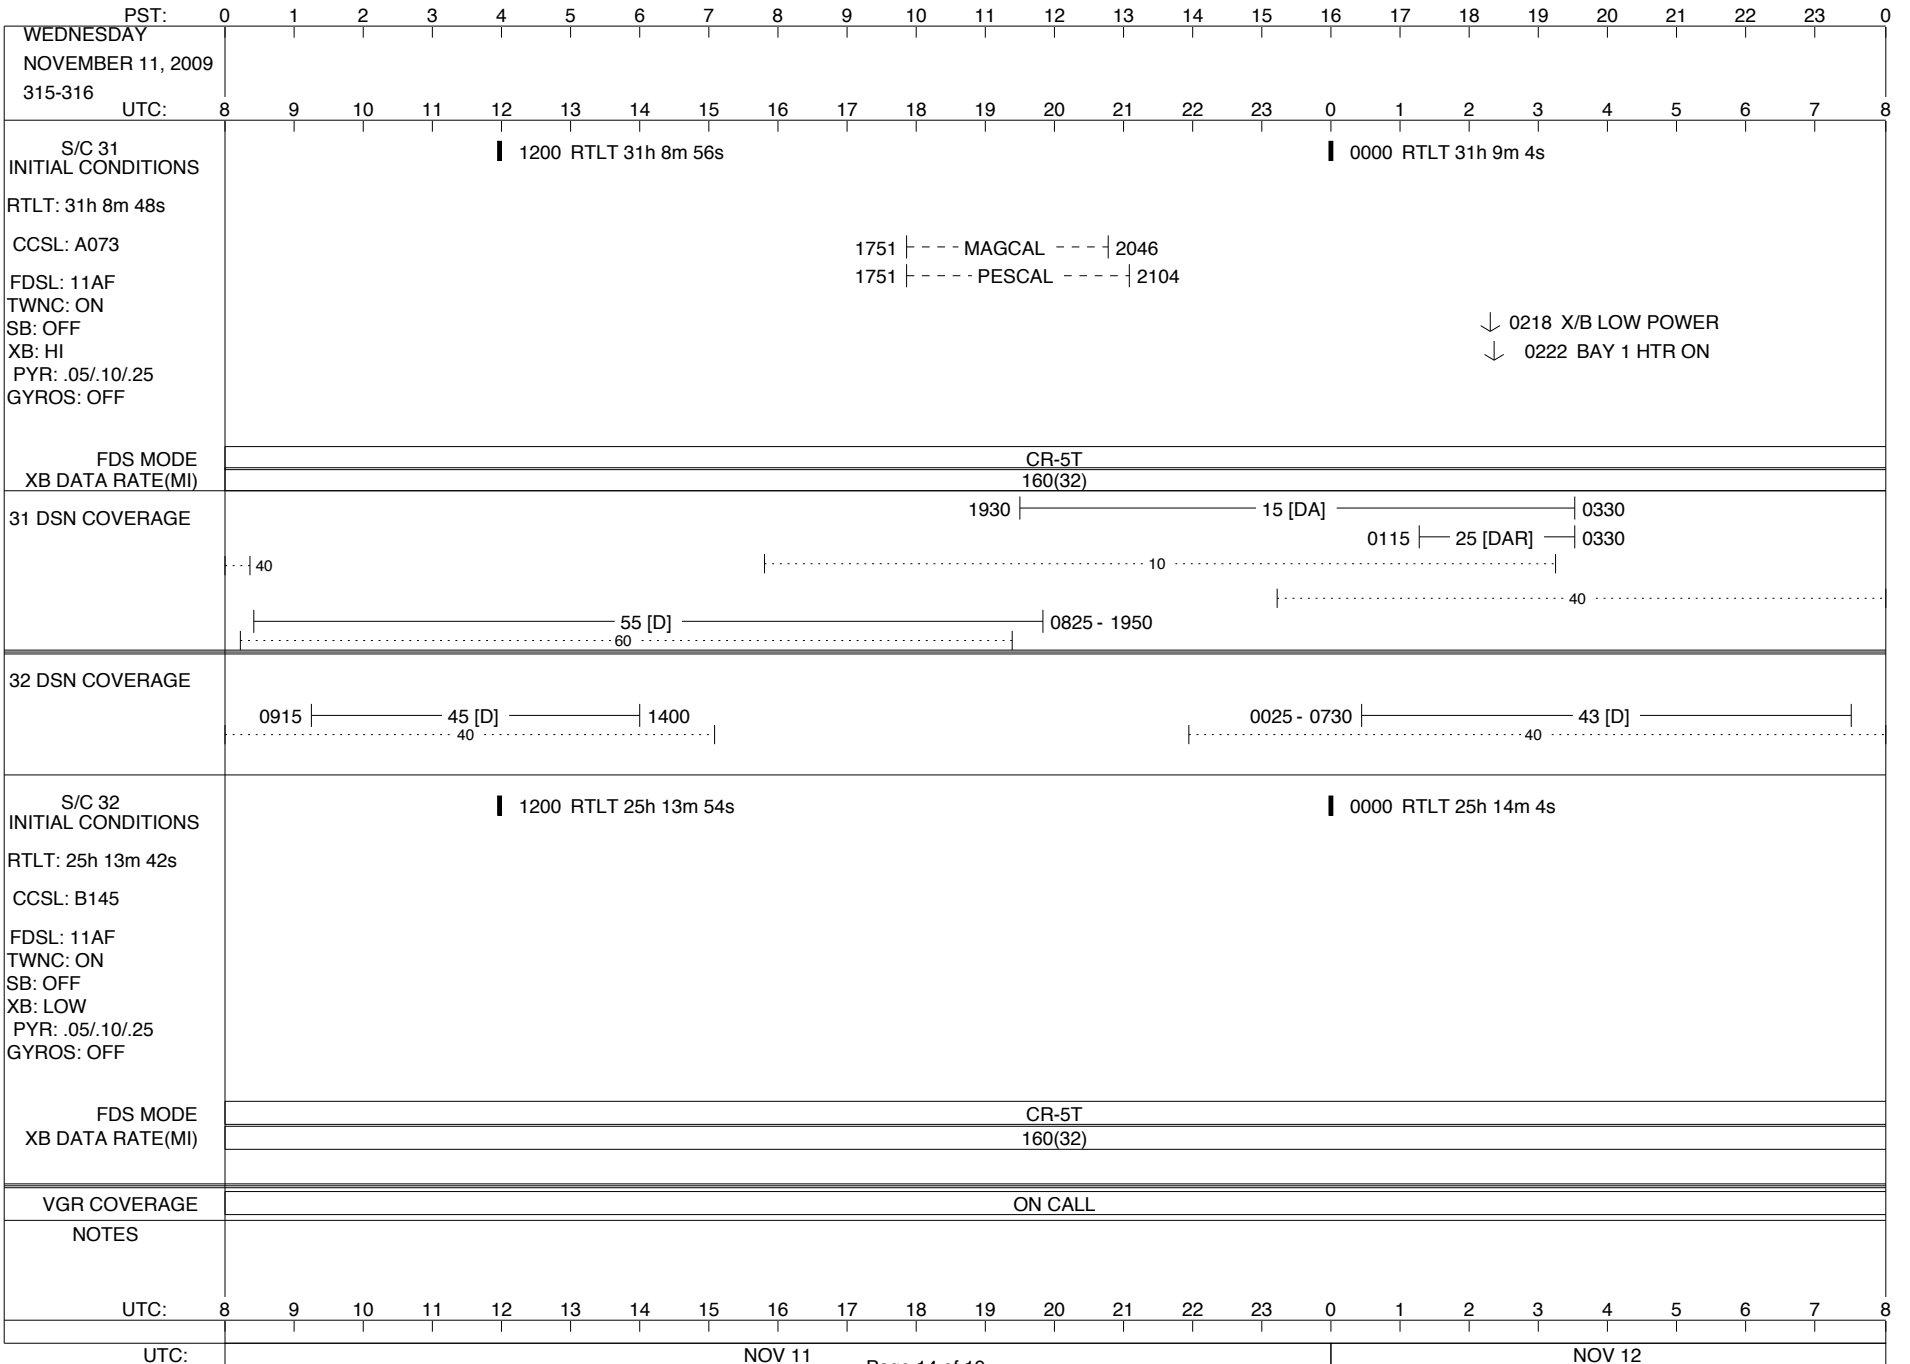 PST: 0 1 2 3 4 5 6 7 8 9 10 11 12 13 14 15 16 17 18 19 20 21 22 23 0
WEDNESDAY
NOVEMBER 11, 2009
315-316
UTC: 8 9 10 11 12 13 14 15 16 17 18 19 20 21 22 23 0 1 2 3 4 5 6 7 8
S/C 31
INITIAL CONDITIONS
1200 RTLT 31h 8m 56s
0000 RTLT 31h 9m 4s
RTLT: 31h 8m 48s
CCSL: A073
1751 MAGCAL 2046
1751 PESCAL 2104
FDSL: 11AF
TWNC: ON
SB: OFF
0218 X/B LOW POWER
XB: HI
0222 BAY 1 HTR ON
PYR: .05/.10/.25
GYROS: OFF
FDS MODE CR-5T
XB DATA RATE(MI) 160(32)
31 DSN COVERAGE
1930 15 [DA] 0330
0115 25 [DAR] 0330
40 10
40
55 [D] 0825 - 1950
60
32 DSN COVERAGE
0915 45 [D] 1400
0025 - 0730 43 [D]
40 40
S/C 32
INITIAL CONDITIONS
1200 RTLT 25h 13m 54s
0000 RTLT 25h 14m 4s
RTLT: 25h 13m 42s
CCSL: B145
FDSL: 11AF
TWNC: ON
SB: OFF
XB: LOW
PYR: .05/.10/.25
GYROS: OFF
FDS MODE CR-5T
XB DATA RATE(MI) 160(32)
VGR COVERAGE ON CALL
NOTES
UTC: 8 9 10 11 12 13 14 15 16 17 18 19 20 21 22 23 0 1 2 3 4 5 6 7 8
UTC: NOV 11 NOV 12